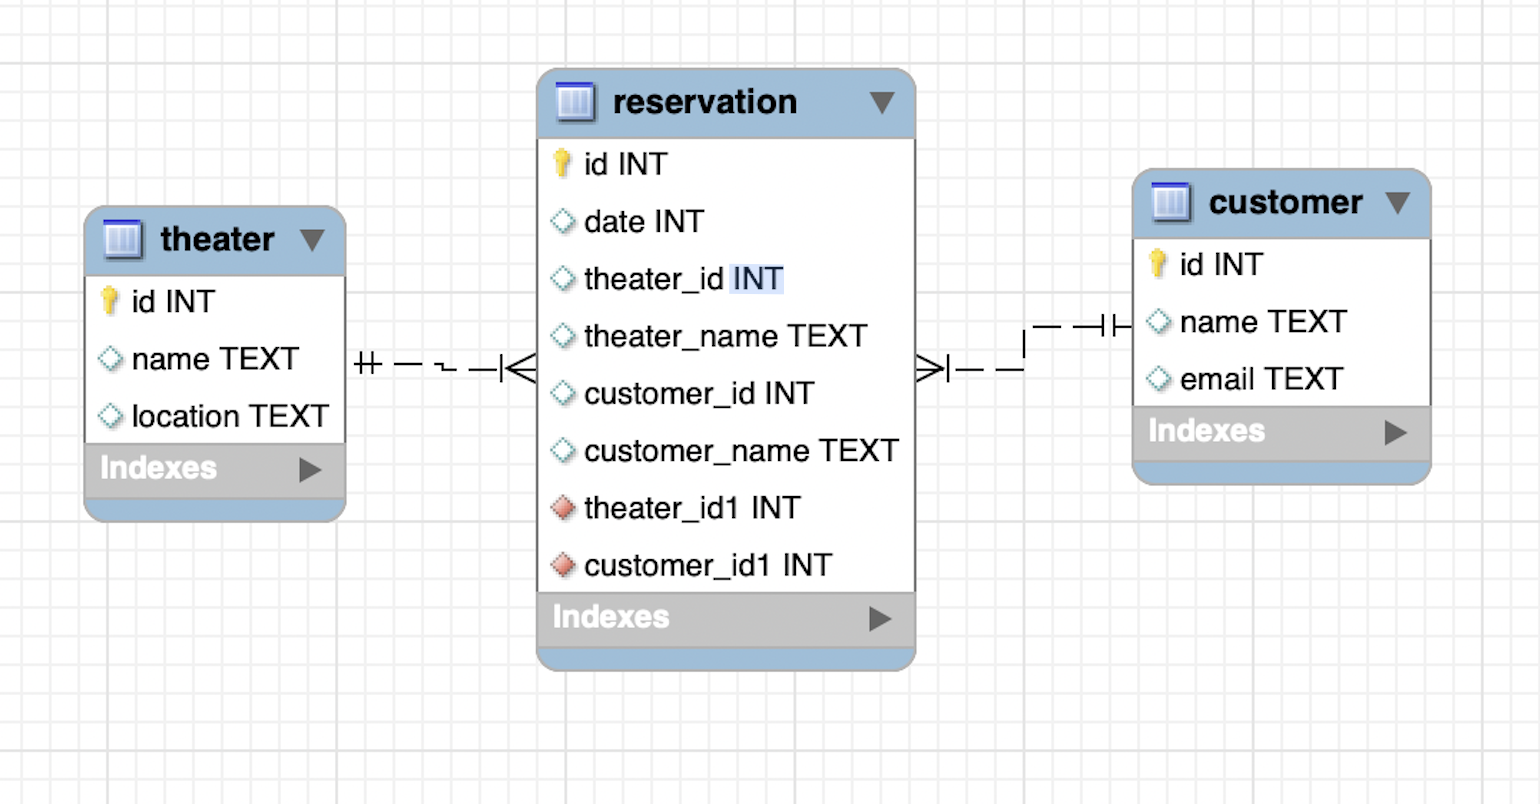 theater
id INT
name TEXT
location TEXT
Indexes
reservation
id INT
date INT
theater_id INT
theater_name TEXT
customer_id INT
customer_name TEXT
theater_id1 INT
customer_id1 INT
Indexes
customer
id INT
name TEXT
email TEXT
Indexes